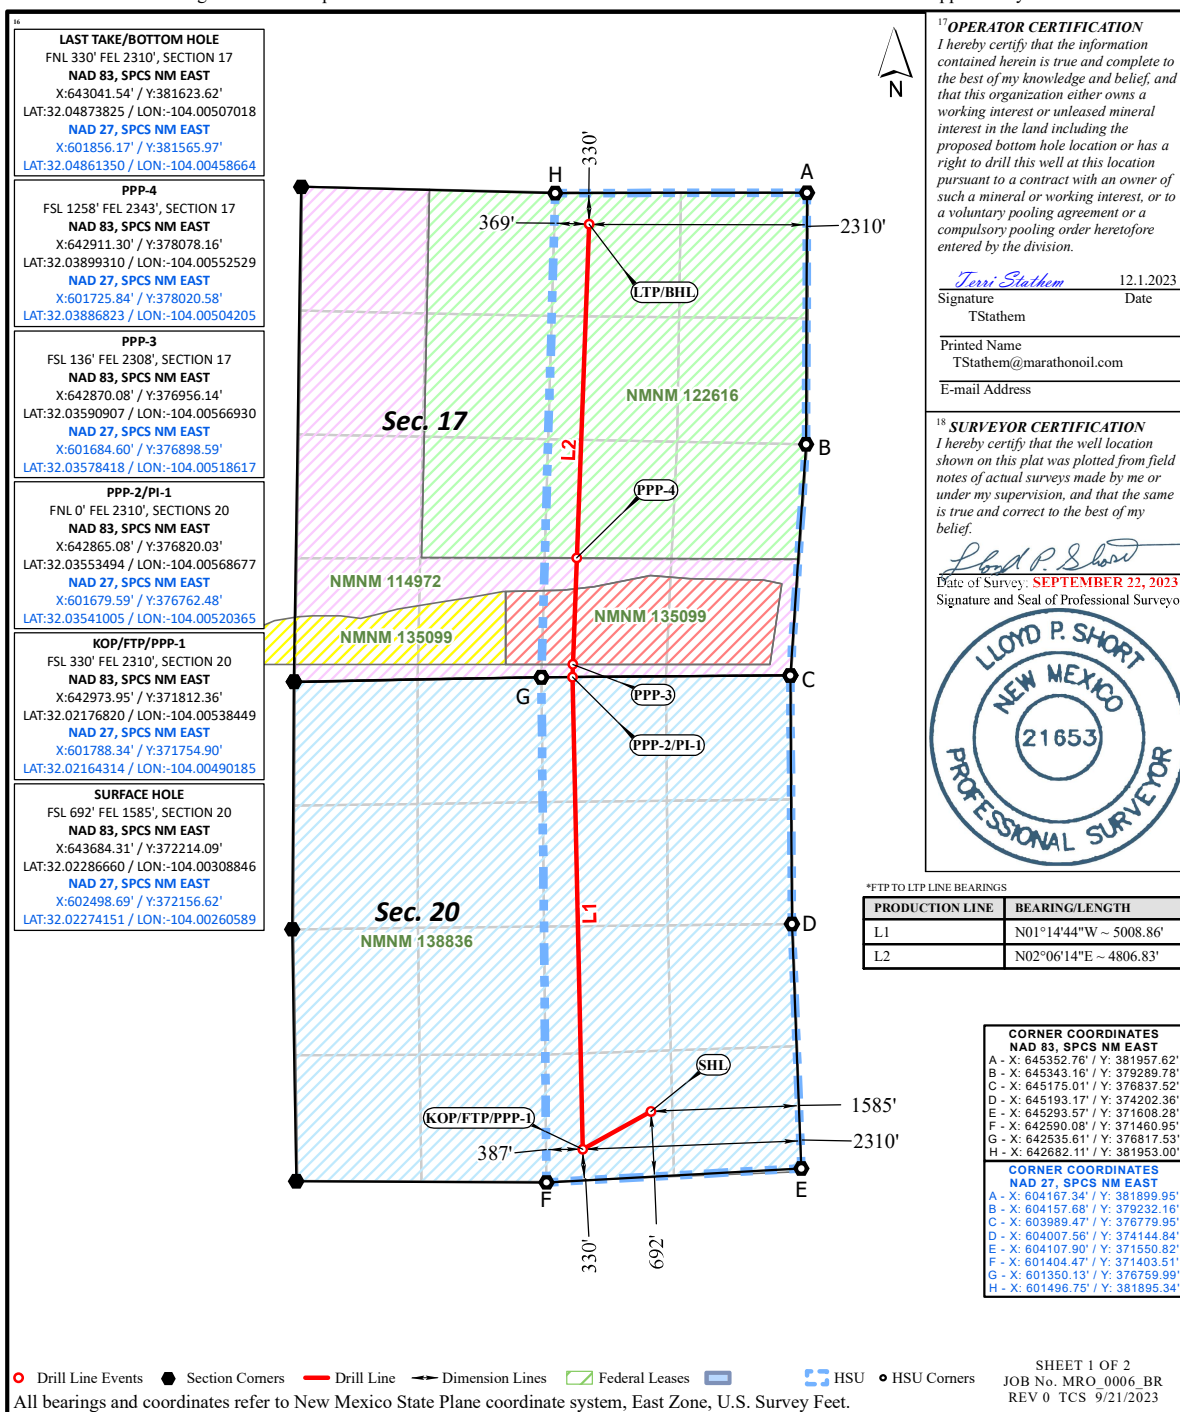 16
LAST TAKE/BOTTOM HOLE
FNL 330' FEL 2310', SECTION 17
NAD 83, SPCS NM EAST
X:643041.54' / Y:381623.62'
LAT:32.04873825 / LON:-104.00507018
NAD 27, SPCS NM EAST
X:601856.17' / Y:381565.97'
LAT:32.04861350 / LON:-104.00458664
PPP-4
FSL 1258' FEL 2343', SECTION 17
NAD 83, SPCS NM EAST
X:642911.30' / Y:378078.16'
LAT:32.03899310 / LON:-104.00552529
NAD 27, SPCS NM EAST
X:601725.84' / Y:378020.58'
LAT:32.03886823 / LON:-104.00504205
PPP-3
FSL 136' FEL 2308', SECTION 17
NAD 83, SPCS NM EAST
X:642870.08' / Y:376956.14'
LAT:32.03590907 / LON:-104.00566930
NAD 27, SPCS NM EAST
X:601684.60' / Y:376898.59'
LAT:32.03578418 / LON:-104.00518617
PPP-2/PI-1
FNL 0' FEL 2310', SECTIONS 20
NAD 83, SPCS NM EAST
X:642865.08' / Y:376820.03'
LAT:32.03553494 / LON:-104.00568677
NAD 27, SPCS NM EAST
X:601679.59' / Y:376762.48'
LAT:32.03541005 / LON:-104.00520365
KOP/FTP/PPP-1
FSL 330' FEL 2310', SECTION 20
NAD 83, SPCS NM EAST
X:642973.95' / Y:371812.36'
LAT:32.02176820 / LON:-104.00538449
NAD 27, SPCS NM EAST
X:601788.34' / Y:371754.90'
LAT:32.02164314 / LON:-104.00490185
SURFACE HOLE
FSL 692' FEL 1585', SECTION 20
NAD 83, SPCS NM EAST
X:643684.31' / Y:372214.09'
LAT:32.02286660 / LON:-104.00308846
NAD 27, SPCS NM EAST
X:602498.69' / Y:372156.62'
LAT:32.02274151 / LON:-104.00260589
N
330'
H
A
369'
2310'
LTP/BHL
NMNM 122616
Sec. 17
L2
B
PPP-4
NMNM 114972
NMNM 135099
NMNM 135099
G
C
PPP-3
PPP-2/PI-1
L1
Sec. 20
NMNM 138836
D
SHL
KOP/FTP/PPP-1
1585'
387'
2310'
F
E
330'
692'
17 OPERATOR CERTIFICATION
I hereby certify that the information
contained herein is true and complete to
the best of my knowledge and belief, and
that this organization either owns a
working interest or unleased mineral
interest in the land including the
proposed bottom hole location or has a
right to drill this well at this location
pursuant to a contract with an owner of
such a mineral or working interest, or to
a voluntary pooling agreement or a
compulsory pooling order heretofore
entered by the division.
Terri Stathem 12.1.2023
Signature Date
TStathem
Printed Name
TStathem@marathonoil.com
E-mail Address
18 SURVEYOR CERTIFICATION
I hereby certify that the well location
shown on this plat was plotted from field
notes of actual surveys made by me or
under my supervision, and that the same
is true and correct to the best of my
belief.
Lloyd P. Short
Date of Survey: SEPTEMBER 22, 2023
Signature and Seal of Professional Surveyo
LLOYD P. SHORT
NEW MEXICO
21653
PROFESSIONAL SURVEYOR
*FTP TO LTP LINE BEARINGS
PRODUCTION LINE BEARING/LENGTH
L1 N01°14'44"W ~ 5008.86'
L2 N02°06'14"E ~ 4806.83'
CORNER COORDINATES
NAD 83, SPCS NM EAST
A - X: 645352.76' / Y: 381957.62'
B - X: 645343.16' / Y: 379289.78'
C - X: 645175.01' / Y: 376837.52'
D - X: 645193.17' / Y: 374202.36'
E - X: 645293.57' / Y: 371608.28'
F - X: 642590.08' / Y: 371460.95'
G - X: 642535.61' / Y: 376817.53'
H - X: 642682.11' / Y: 381953.00'
CORNER COORDINATES
NAD 27, SPCS NM EAST
A - X: 604167.34' / Y: 381899.95'
B - X: 604157.68' / Y: 379232.16'
C - X: 603989.47' / Y: 376779.95'
D - X: 604007.56' / Y: 374144.84'
E - X: 604107.90' / Y: 371550.82'
F - X: 601404.47' / Y: 371403.51'
G - X: 601350.13' / Y: 376759.99'
H - X: 601496.75' / Y: 381895.34'
Drill Line Events Section Corners Drill Line Dimension Lines Federal Leases HSU HSU Corners
All bearings and coordinates refer to New Mexico State Plane coordinate system, East Zone, U.S. Survey Feet.
SHEET 1 OF 2
JOB No. MRO_0006_BR
REV 0 TCS 9/21/2023